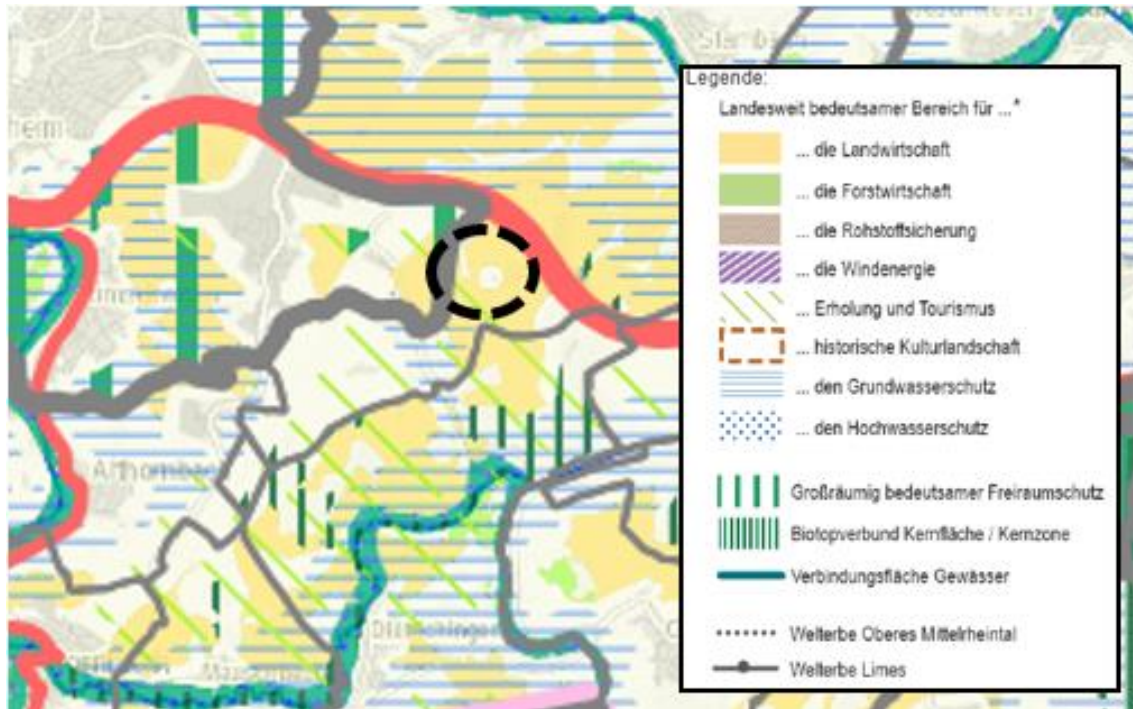 Legende:
Landesweit bedeutsamer Bereich für ...*
... die Landwirtschaft
... die Forstwirtschaft
... die Rohstoffsicherung
... die Windenergie
... Erholung und Tourismus
... historische Kulturlandschaft
... den Grundwasserschutz
... den Hochwasserschutz
Großräumig bedeutsamer Freiraumschutz
Biotopverbund Kernfläche / Kernzone
Verbindungsfläche Gewässer
Welterbe Oberes Mittelrheintal
Welterbe Limes